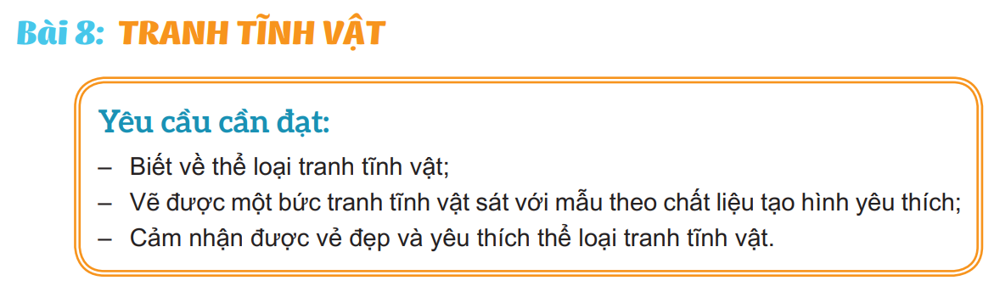 Bài 8: TRANH TĨNH VẬT
Yêu cầu cần đạt:
– Biết về thể loại tranh tĩnh vật;
– Vẽ được một bức tranh tĩnh vật sát với mẫu theo chất liệu tạo hình yêu thích;
– Cảm nhận được vẻ đẹp và yêu thích thể loại tranh tĩnh vật.